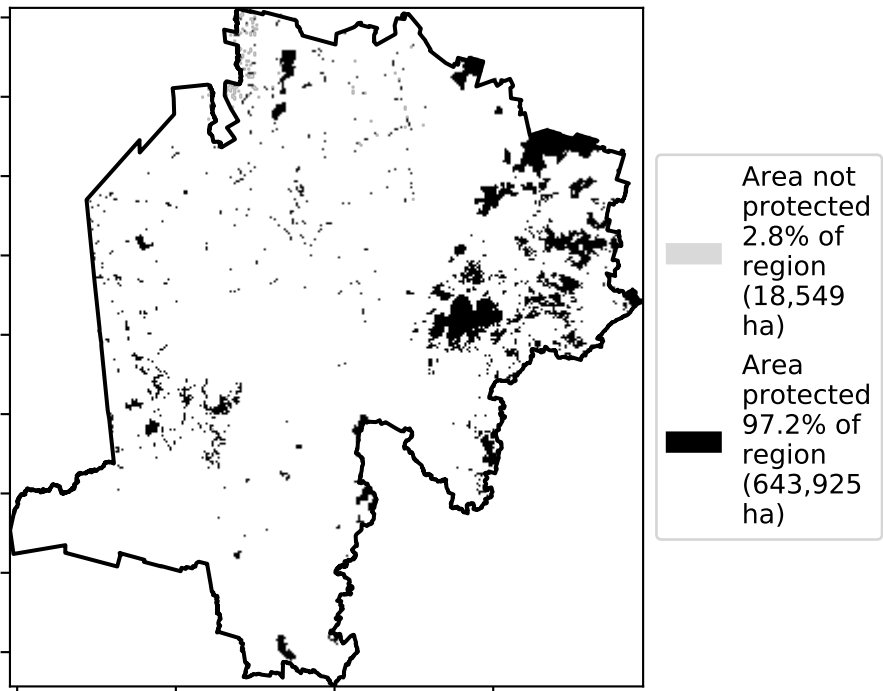 Area not
protected
2.8% of
region
(18,549
ha)
Area
protected
97.2% of
region
(643,925
ha)